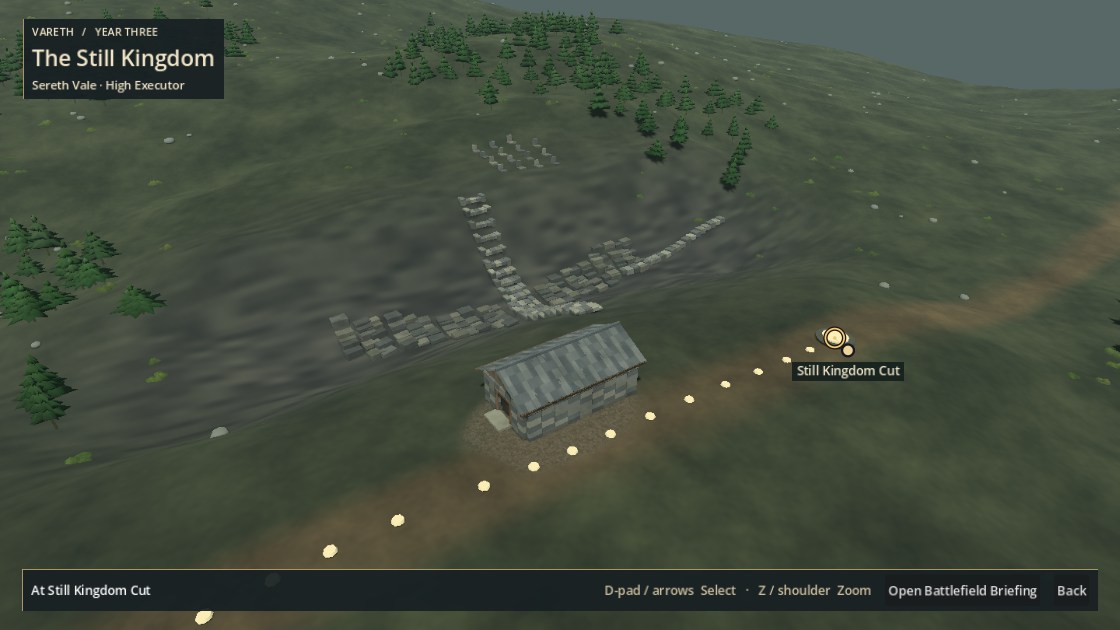 VARETH / YEAR THREE
The Still Kingdom
Sereth Vale · High Executor
Still Kingdom Cut
At Still Kingdom Cut
D-pad / arrows Select · Z / shoulder Zoom
Open Battlefield Briefing
Back